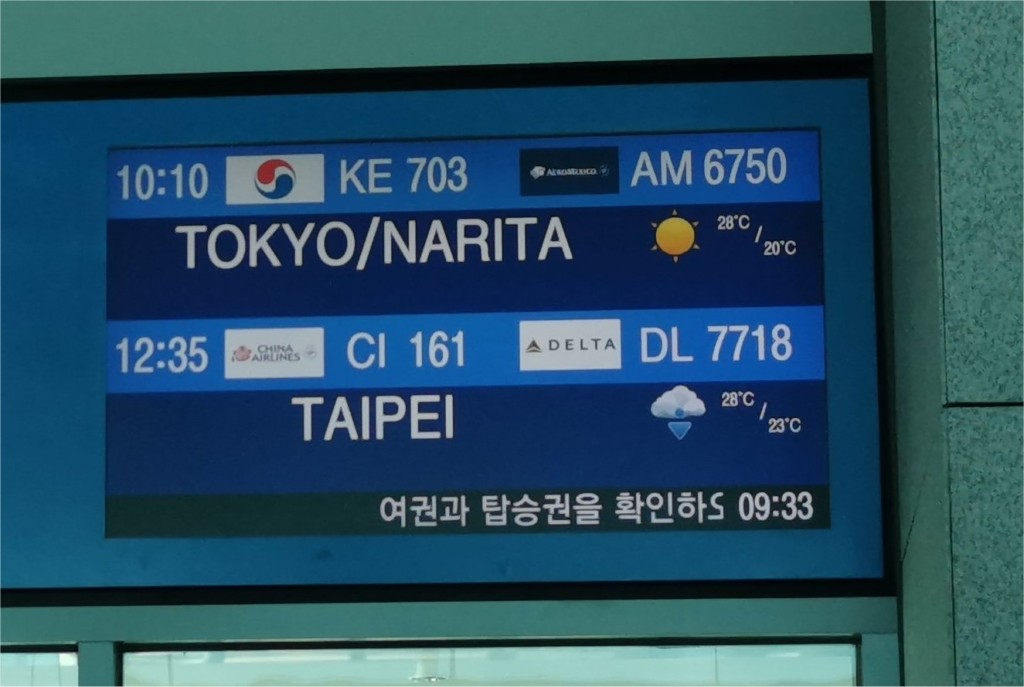 10:10 KE 703 AEROMEXICO AM 6750
TOKYO/NARITA 28°C / 20°C
12:35 CHINA AIRLINES CI 161 DELTA DL 7718
TAIPEI 28°C / 23°C
여권과 탑승권을 확인하 09:33